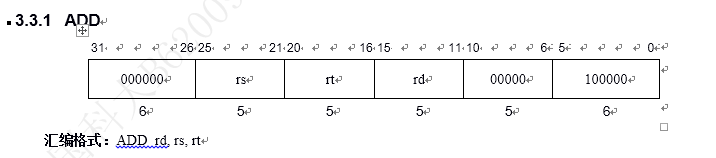 3.3.1 ADD
31 26 25 21 20 16 15 11 10 6 5 0
000000 rs rt rd 00000 100000
6 5 5 5 5 6
汇编格式：ADD rd, rs, rt